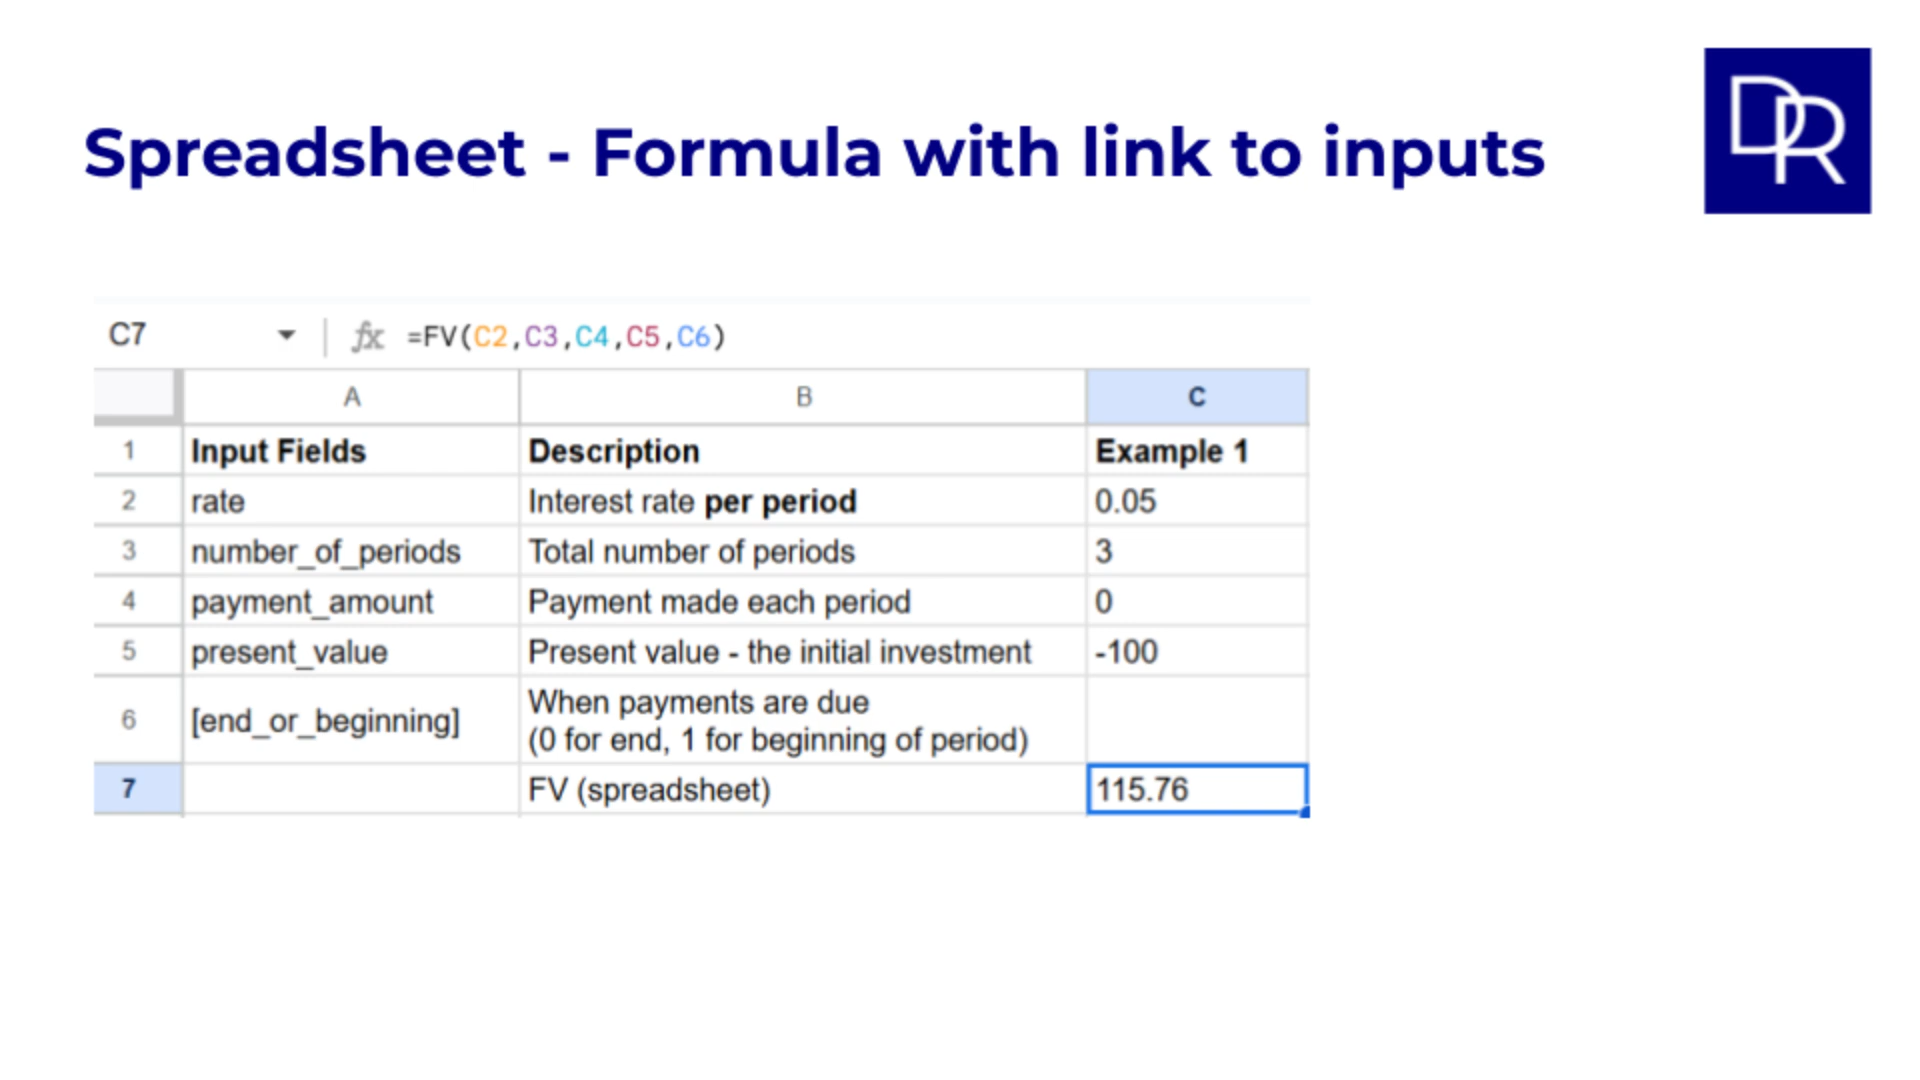 DR
Spreadsheet - Formula with link to inputs
C7 fx =FV(C2,C3,C4,C5,C6)
A B C
1 Input Fields Description Example 1
2 rate Interest rate per period 0.05
3 number_of_periods Total number of periods 3
4 payment_amount Payment made each period 0
5 present_value Present value - the initial investment -100
6 [end_or_beginning] When payments are due
(0 for end, 1 for beginning of period)
7 FV (spreadsheet) 115.76